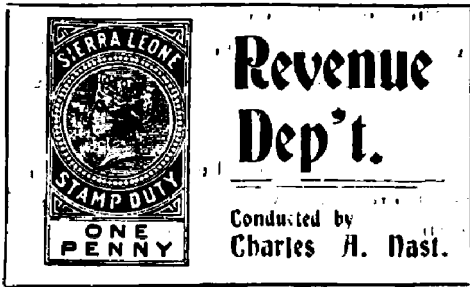 SIERRA LEONE
STAMP DUTY
ONE
PENNY
Revenue
Dep't.
Conducted by
Charles A. Nast.